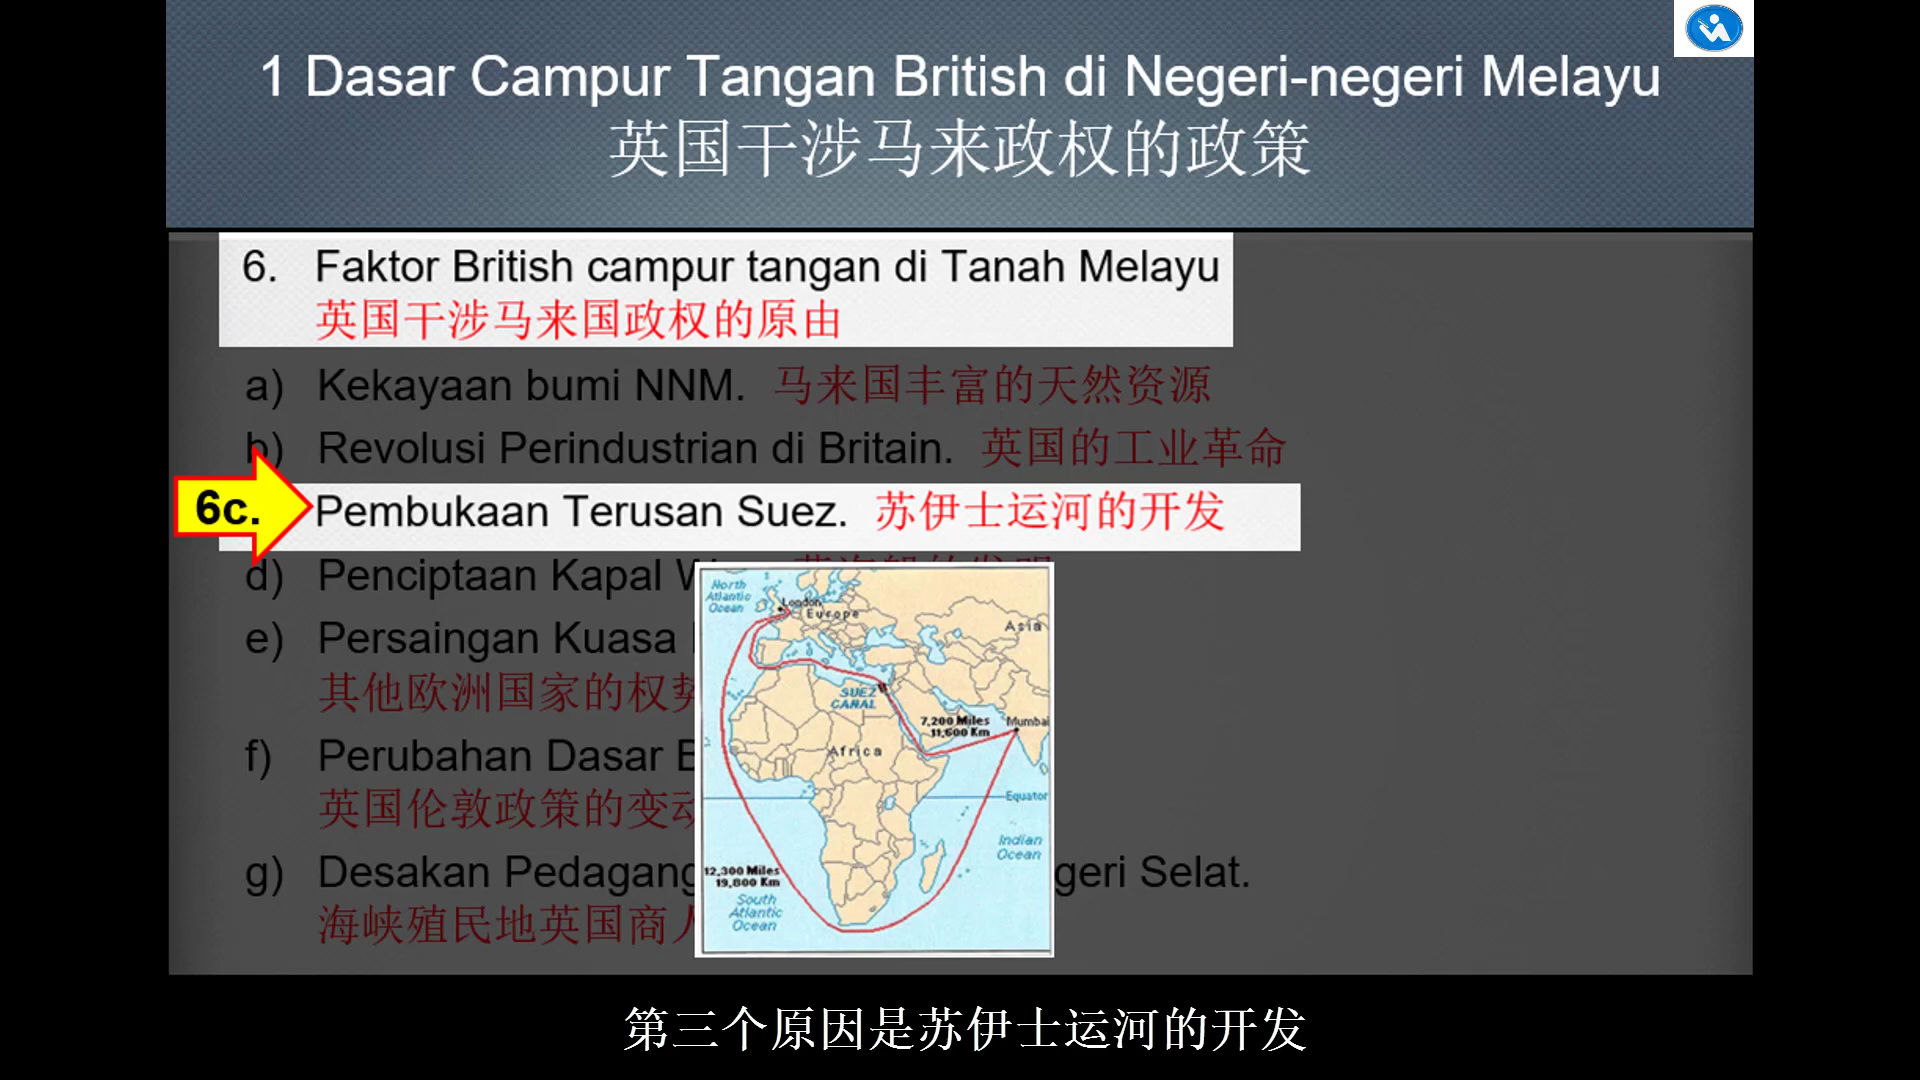 1 Dasar Campur Tangan British di Negeri-negeri Melayu
英国干涉马来政权的政策
6. Faktor British campur tangan di Tanah Melayu
英国干涉马来国政权的原由
a) Kekayaan bumi NNM. 马来国丰富的天然资源
b) Revolusi Perindustrian di Britain. 英国的工业革命
6c. Pembukaan Terusan Suez. 苏伊士运河的开发
d) Penciptaan Kapal
e) Persaingan Kuasa
其他欧洲国家的权势
f) Perubahan Dasar
英国伦敦政策的变动
g) Desakan Pedagang geri Selat.
海峡殖民地英国商人
North
Atlantic
Ocean
London
Europe
Asia
SUEZ
CANAL
7,200 Miles
11,600 Km
Mumbai
Africa
Equator
Indian
Ocean
12,300 Miles
19,800 Km
South
Atlantic
Ocean
第三个原因是苏伊士运河的开发